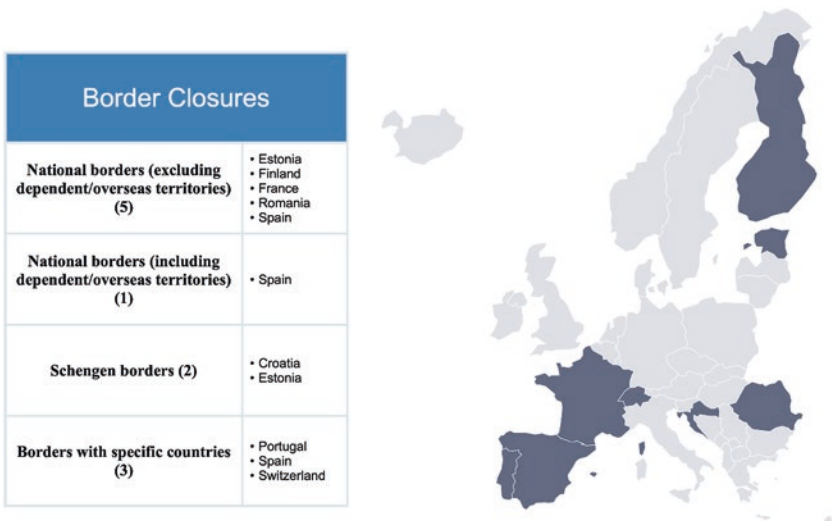 Border Closures
National borders (excluding
dependent/overseas territories)
(5)
• Estonia
• Finland
• France
• Romania
• Spain
National borders (including
dependent/overseas territories)
(1)
• Spain
Schengen borders (2)
• Croatia
• Estonia
Borders with specific countries
(3)
• Portugal
• Spain
• Switzerland